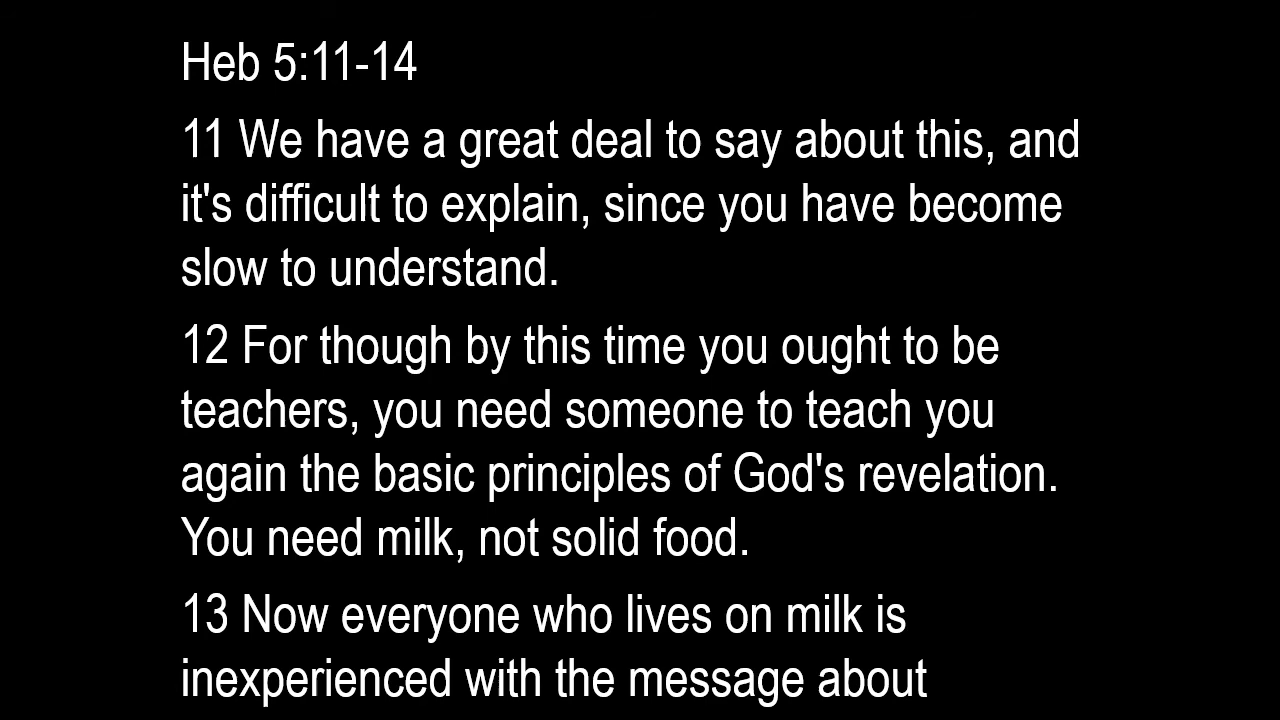 Heb 5:11-14
11 We have a great deal to say about this, and
it's difficult to explain, since you have become
slow to understand.
12 For though by this time you ought to be
teachers, you need someone to teach you
again the basic principles of God's revelation.
You need milk, not solid food.
13 Now everyone who lives on milk is
inexperienced with the message about